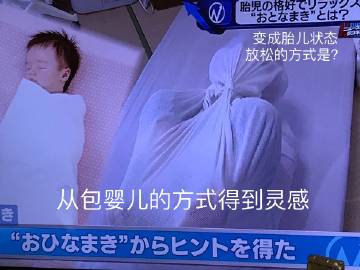 胎児の格好でリラックス
"おとなまき"とは?
变成胎儿状态
放松的方式是?
从包婴儿的方式得到灵感
き
"おひなまき"からヒントを得た